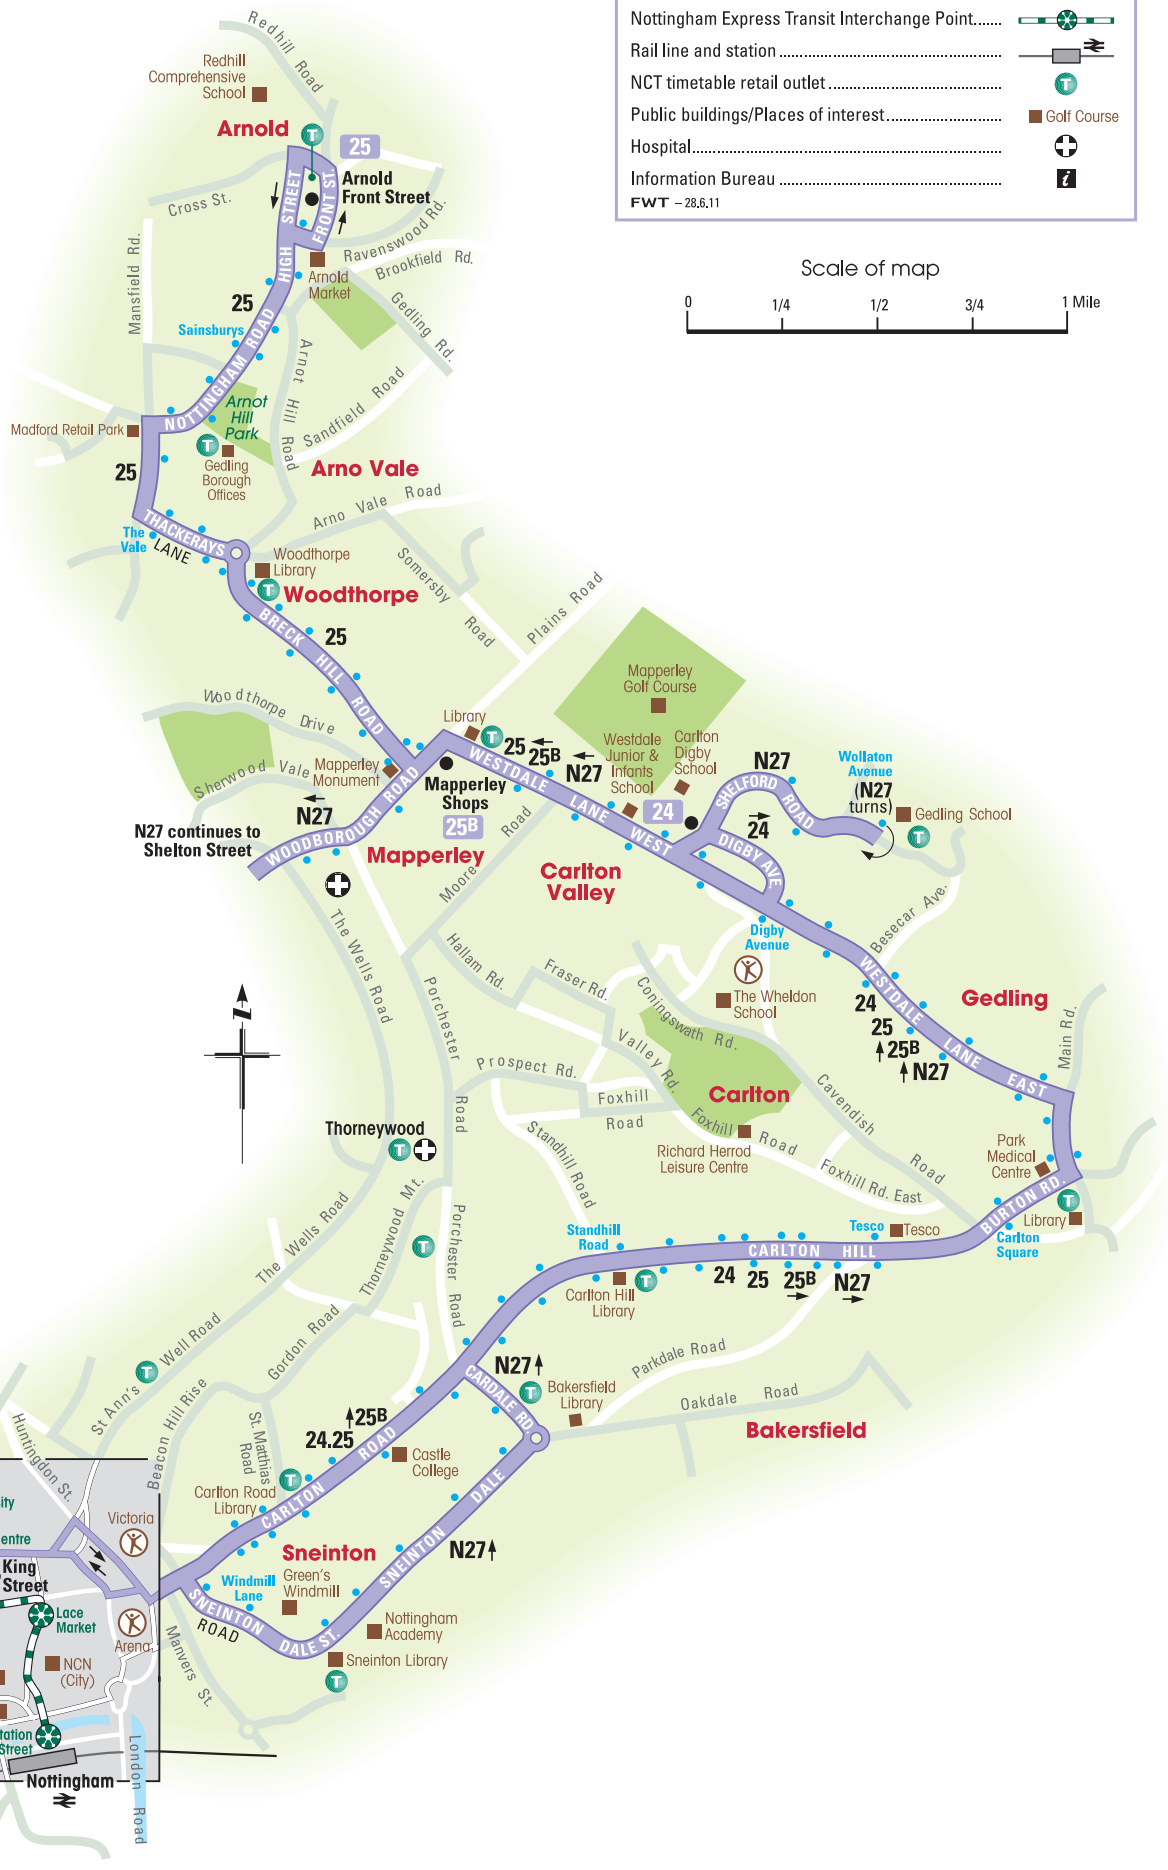 Nottingham Express Transit Interchange Point......
Rail line and station
NCT timetable retail outlet
T
Public buildings/Places of interest
Golf Course
Hospital
Information Bureau
i
FWT – 28.6.11
Scale of map
0
1/4
1/2
3/4
1 Mile
Redhill Road
Redhill
Comprehensive
School
Arnold
T
25
Arnold
Front Street
Cross St.
HIGH STREET
FRONT ST.
Ravenswood Rd.
Brookfield Rd.
Arnold
Market
Mansfield Rd.
25
Sainsburys
Gedling Rd.
NOTTINGHAM ROAD
Arnot Hill Road
Sandfield Road
Arnot
Hill
Park
Madford Retail Park
T
Gedling
Borough
Offices
25
Arno Vale
Arno Vale Road
The
Vale
THACKERAYS
LANE
Woodthorpe
Library
T
Woodthorpe
Somersby Road
Plains Road
BRECK HILL ROAD
25
Woodthorpe Drive
Mapperley
Golf Course
Library
T
Sherwood Vale
Mapperley
Monument
WESTDALE LANE WEST
25
25B
N27
Westdale
Junior &
Infants
School
Carlton
Digby
School
N27
Wollaton
Avenue
(N27
turns)
SHELFORD ROAD
Gedling School
T
Mapperley
Shops
25B
24
24
DIGBY AVE.
N27
N27 continues to
Shelton Street
WOODBOROUGH ROAD
Mapperley
Moore Road
Carlton
Valley
Besecar Ave.
Digby
Avenue
The Wells Road
Hallam Rd.
Fraser Rd.
Porchester Road
Coningswath Rd.
The Wheldon
School
WESTDALE LANE EAST
Gedling
24
25
25B
N27
Main Rd.
Valley Rd.
Prospect Rd.
Foxhill
Road
Carlton
Cavendish Road
Foxhill Road
Thorneywood
T
Standhill Road
Richard Herrod
Leisure Centre
Foxhill Rd. East
Park
Medical
Centre
BURTON RD.
T
Library
Carlton
Square
Tesco
Tesco
Thorneywood Mt.
The Wells Road
Porchester Road
T
Standhill
Road
CARLTON HILL
24
25
25B
N27
Carlton Hill
Library
T
Gordon Road
St Ann's Well Road
T
Parkdale Road
Oakdale Road
N27
T
Bakersfield
Library
CARDALE RD.
Bakersfield
Beacon Hill Rise
Huntingdon St.
St. Matthias
Road
25B
24.25
CARLTON ROAD
Castle
College
T
Carlton Road
Library
Victoria
ity
entre
King
Street
Sneinton
N27
SNEINTON DALE
Windmill
Lane
Green's
Windmill
SNEINTON
ROAD
DALE ST.
Nottingham
Academy
Sneinton Library
T
Lace
Market
Arena
NCN
(City)
Manvers St.
tation
Street
Nottingham
London Road